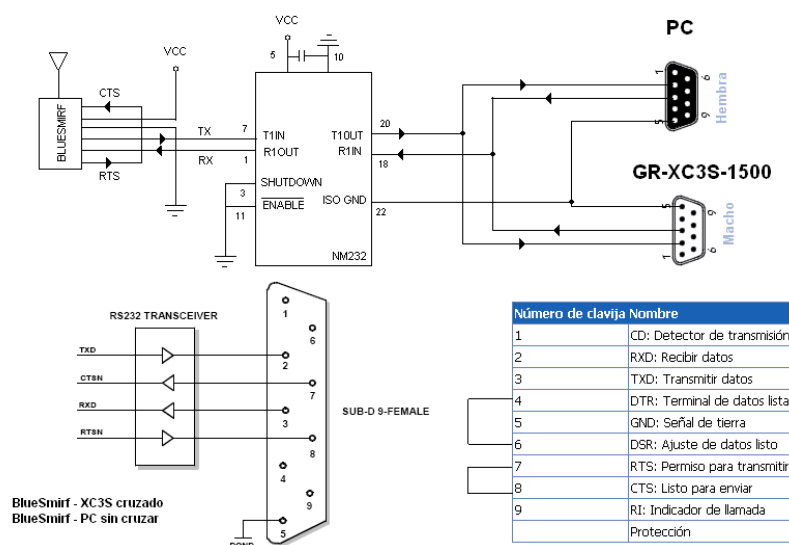 VCC
5
10
PC
VCC
CTS
BLUESMIRF
TX
RX
RTS
7
1
3
11
T1IN
R1OUT
SHUTDOWN
ENABLE
T1OUT
R1IN
ISO GND
NM232
20
18
22
1
6
9
5
Hembra
GR-XC3S-1500
5
9
6
1
Macho
RS232 TRANSCEIVER
TXD
CTSN
RXD
RTSN
1
6
2
7
3
8
4
9
5
SUB-D 9-FEMALE
DGND
BlueSmirf - XC3S cruzado
BlueSmirf - PC sin cruzar
Número de clavija Nombre
1 CD: Detector de transmisión
2 RXD: Recibir datos
3 TXD: Transmitir datos
4 DTR: Terminal de datos lista
5 GND: Señal de tierra
6 DSR: Ajuste de datos listo
7 RTS: Permiso para transmitir
8 CTS: Listo para enviar
9 RI: Indicador de llamada
Protección